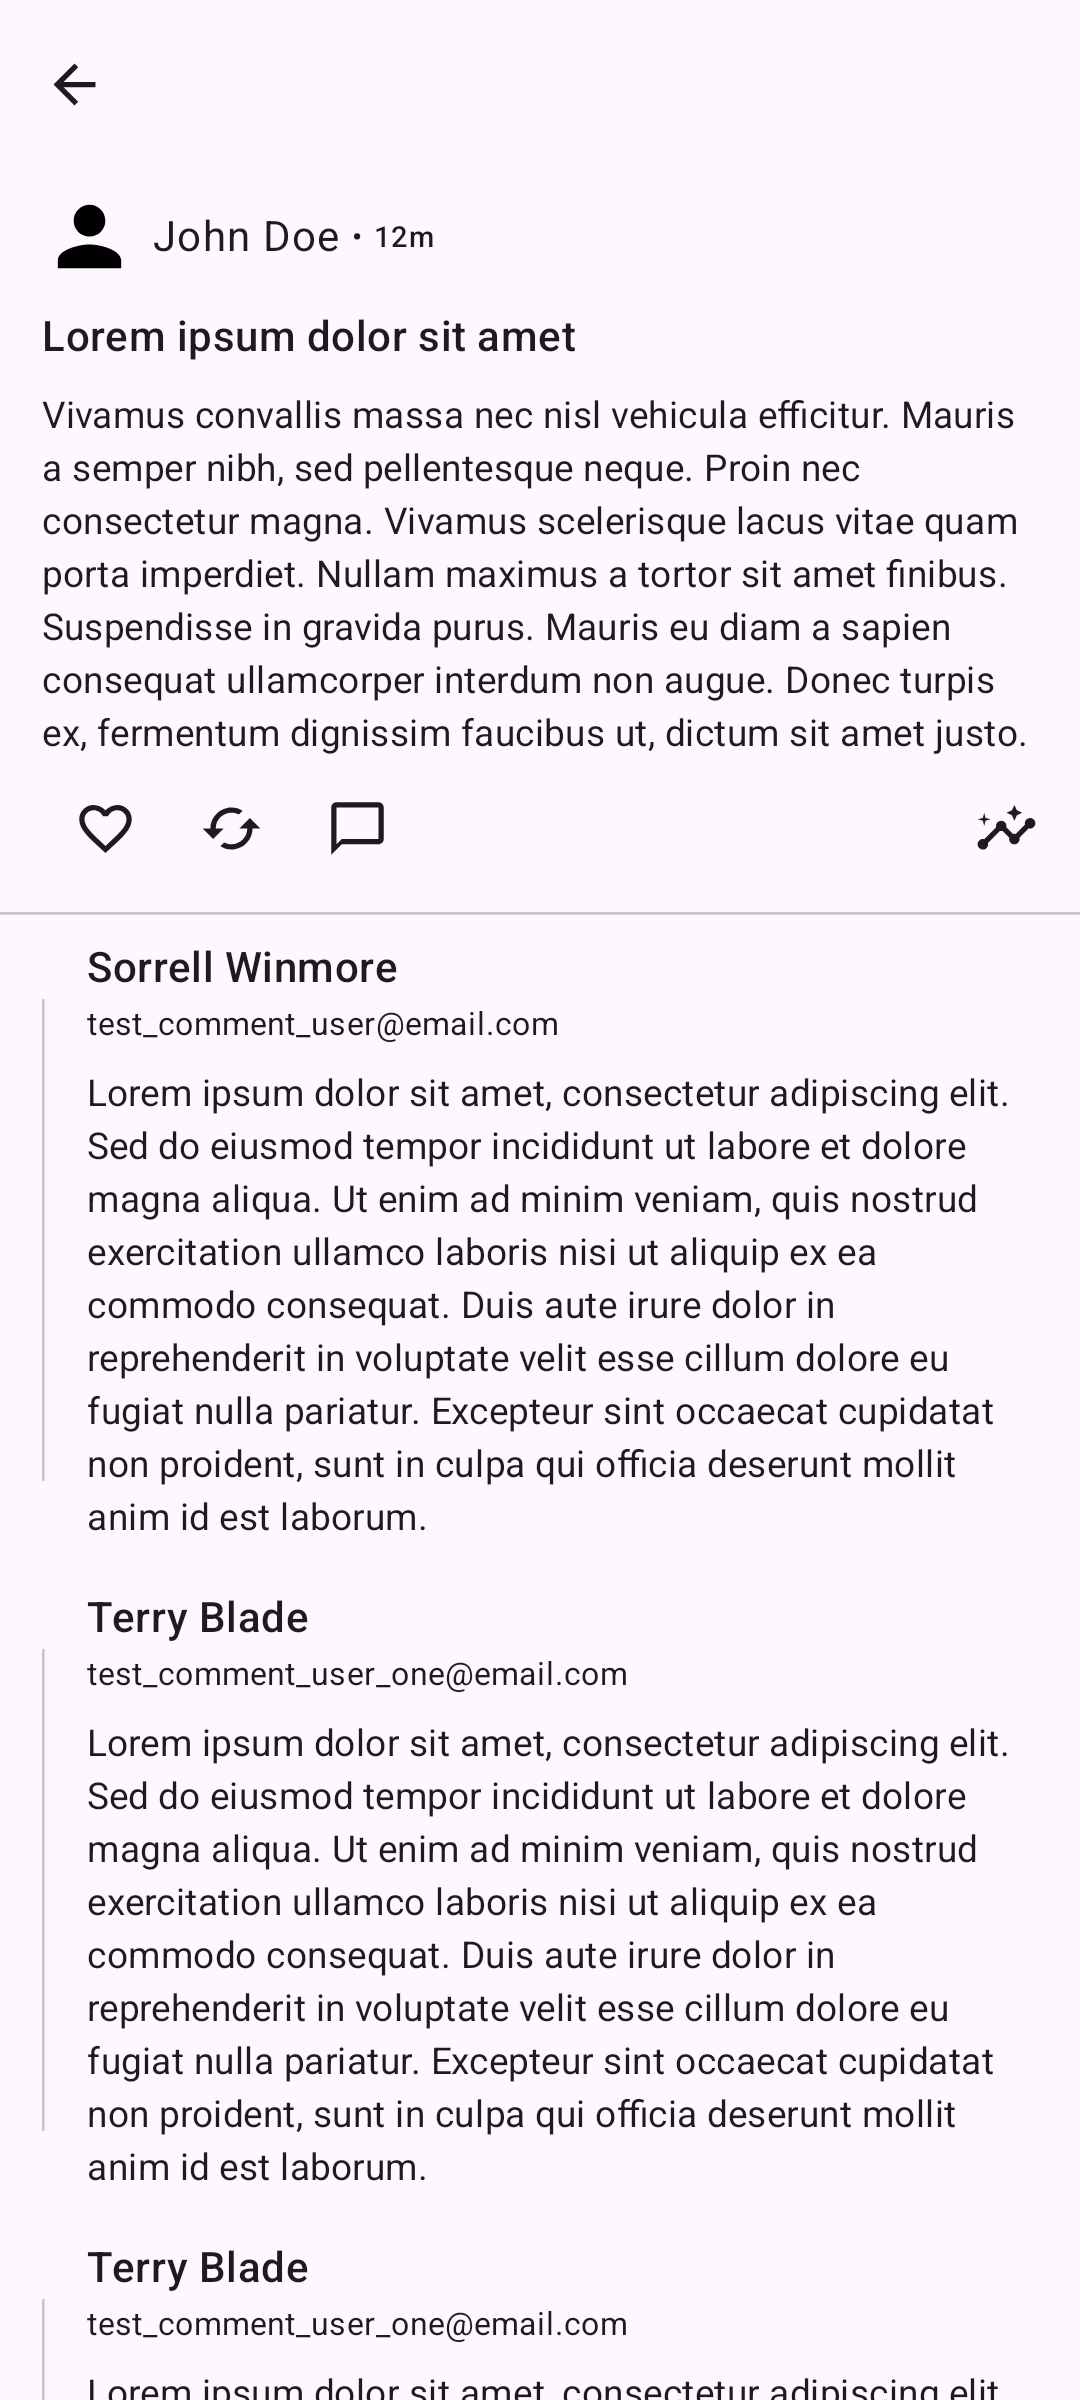 John Doe • 12m
Lorem ipsum dolor sit amet
Vivamus convallis massa nec nisl vehicula efficitur. Mauris
a semper nibh, sed pellentesque neque. Proin nec
consectetur magna. Vivamus scelerisque lacus vitae quam
porta imperdiet. Nullam maximus a tortor sit amet finibus.
Suspendisse in gravida purus. Mauris eu diam a sapien
consequat ullamcorper interdum non augue. Donec turpis
ex, fermentum dignissim faucibus ut, dictum sit amet justo.
Sorrell Winmore
test_comment_user@email.com
Lorem ipsum dolor sit amet, consectetur adipiscing elit.
Sed do eiusmod tempor incididunt ut labore et dolore
magna aliqua. Ut enim ad minim veniam, quis nostrud
exercitation ullamco laboris nisi ut aliquip ex ea
commodo consequat. Duis aute irure dolor in
reprehenderit in voluptate velit esse cillum dolore eu
fugiat nulla pariatur. Excepteur sint occaecat cupidatat
non proident, sunt in culpa qui officia deserunt mollit
anim id est laborum.
Terry Blade
test_comment_user_one@email.com
Lorem ipsum dolor sit amet, consectetur adipiscing elit.
Sed do eiusmod tempor incididunt ut labore et dolore
magna aliqua. Ut enim ad minim veniam, quis nostrud
exercitation ullamco laboris nisi ut aliquip ex ea
commodo consequat. Duis aute irure dolor in
reprehenderit in voluptate velit esse cillum dolore eu
fugiat nulla pariatur. Excepteur sint occaecat cupidatat
non proident, sunt in culpa qui officia deserunt mollit
anim id est laborum.
Terry Blade
test_comment_user_one@email.com
Lorem ipsum dolor sit amet, consectetur adipiscing elit.